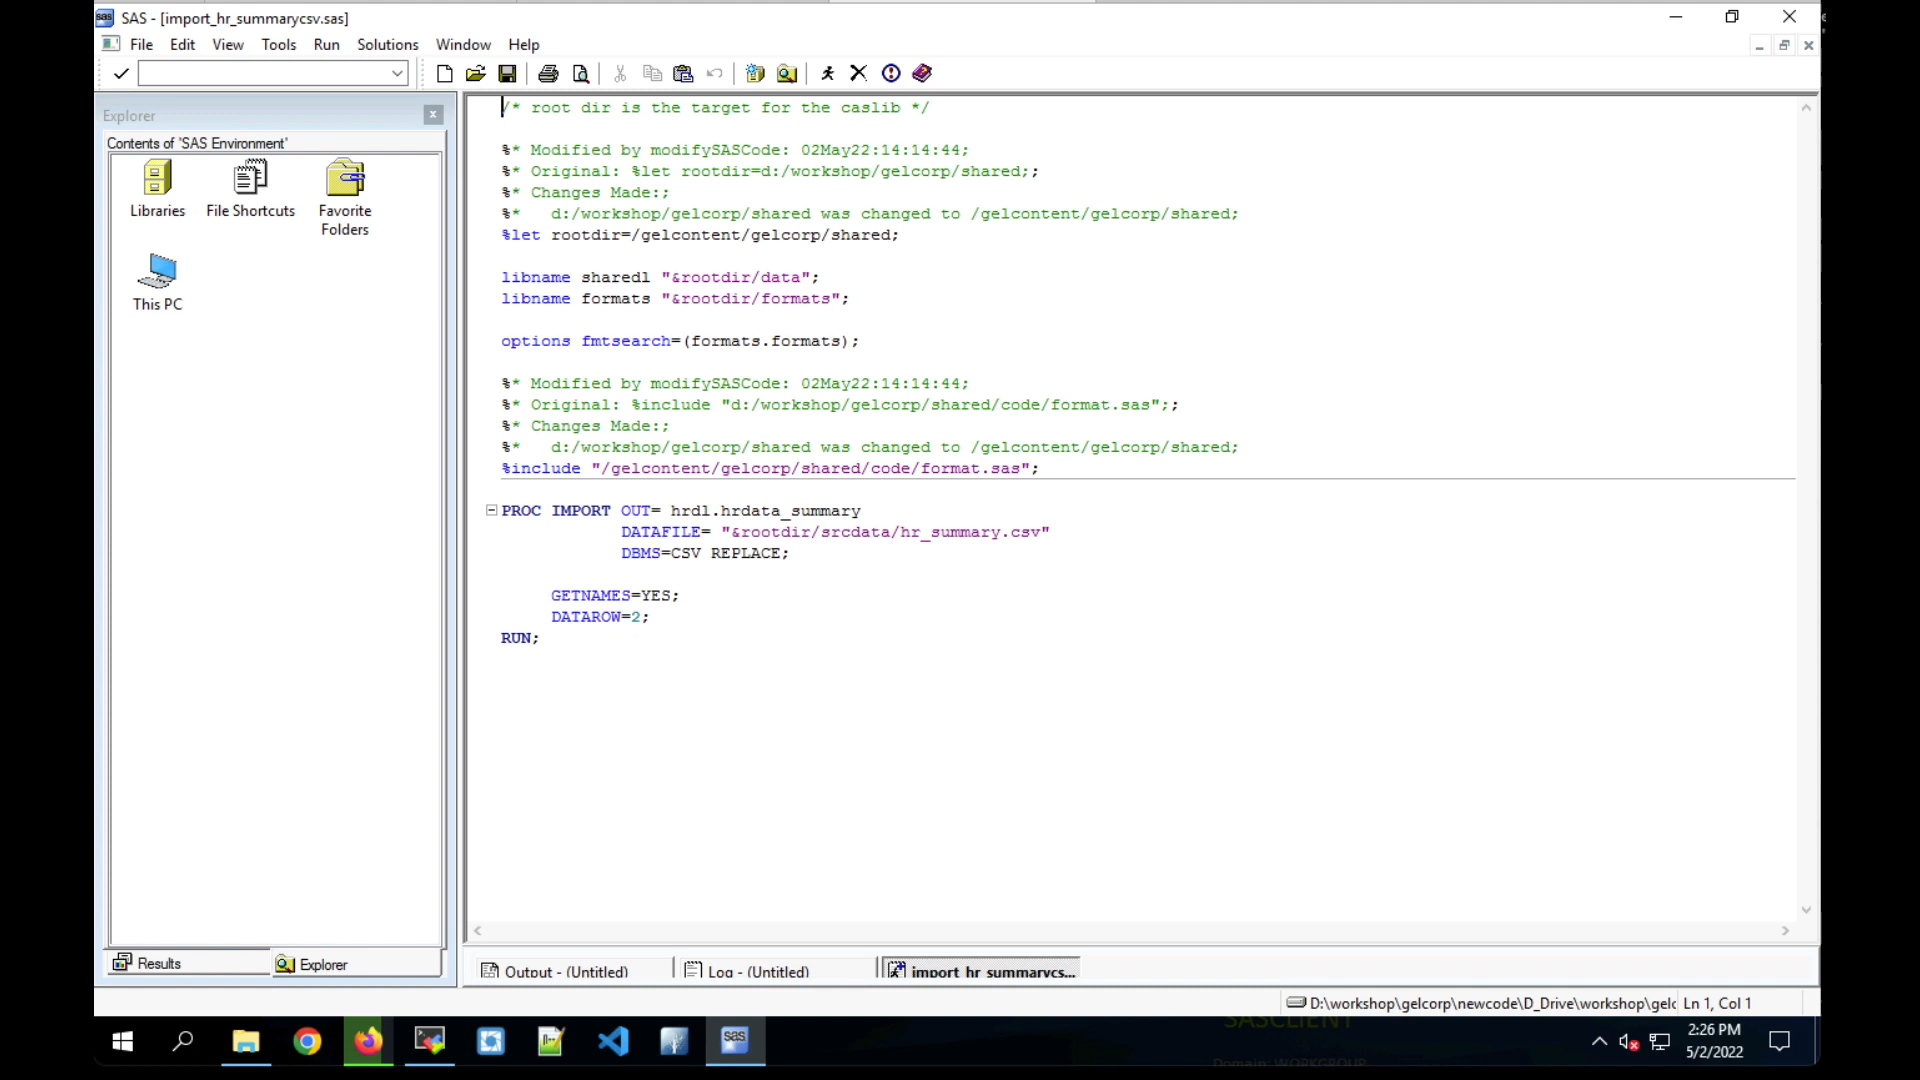 SAS - [import_hr_summarycsv.sas]
File Edit View Tools Run Solutions Window Help
Explorer
Contents of 'SAS Environment'
Libraries File Shortcuts Favorite Folders
This PC
/* root dir is the target for the caslib */
%* Modified by modifySASCode: 02May22:14:14:44;
%* Original: %let rootdir=d:/workshop/gelcorp/shared;;
%* Changes Made:;
%*   d:/workshop/gelcorp/shared was changed to /gelcontent/gelcorp/shared;
%let rootdir=/gelcontent/gelcorp/shared;
libname sharedl "&rootdir/data";
libname formats "&rootdir/formats";
options fmtsearch=(formats.formats);
%* Modified by modifySASCode: 02May22:14:14:44;
%* Original: %include "d:/workshop/gelcorp/shared/code/format.sas";;
%* Changes Made:;
%*   d:/workshop/gelcorp/shared was changed to /gelcontent/gelcorp/shared;
%include "/gelcontent/gelcorp/shared/code/format.sas";
PROC IMPORT OUT= hrdl.hrdata_summary
DATAFILE= "&rootdir/srcdata/hr_summary.csv"
DBMS=CSV REPLACE;
GETNAMES=YES;
DATAROW=2;
RUN;
Results Explorer
Output - (Untitled) Log - (Untitled) import_hr_summarycs...
D:\workshop\gelcorp\newcode\D_Drive\workshop\gelc Ln 1, Col 1
SASCLIENT
Domain: WORKGROUP
sas
2:26 PM
5/2/2022